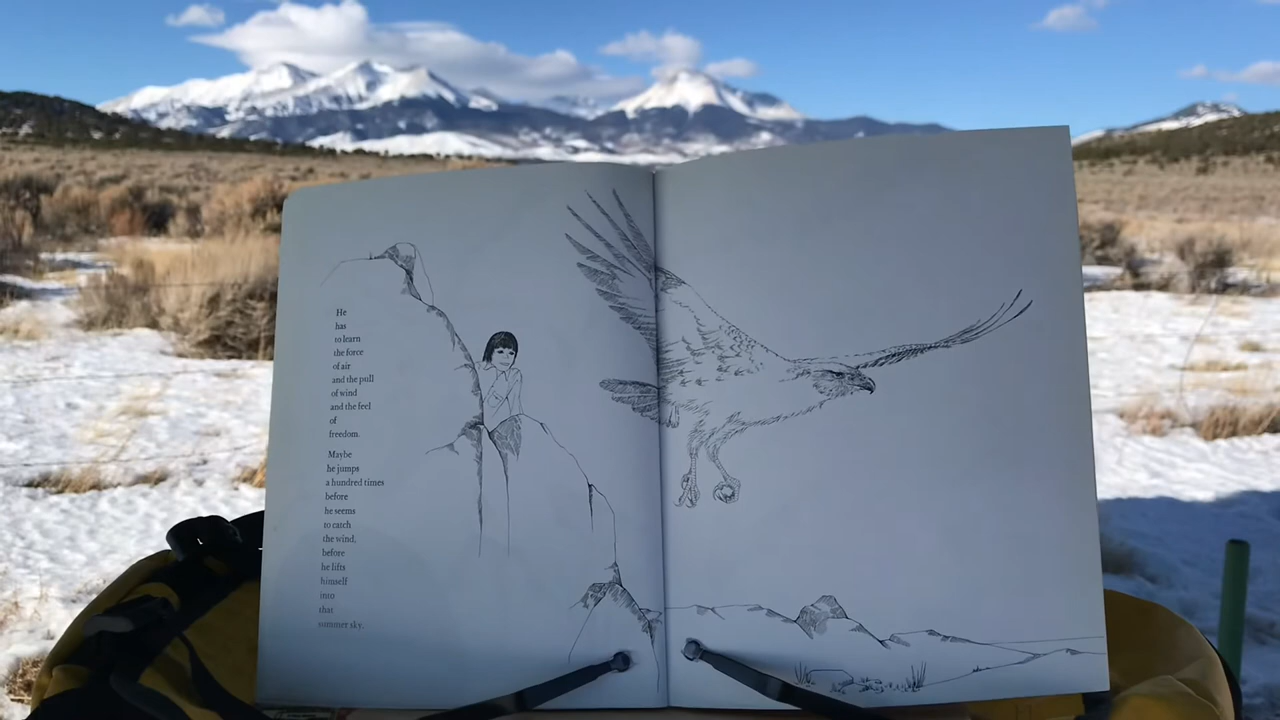 He
has
to learn
the force
of air
and the pull
of wind
and the feel
of
freedom.
Maybe
he jumps
a hundred times
before
he seems
to catch
the wind,
before
he lifts
himself
into
that
summer sky.